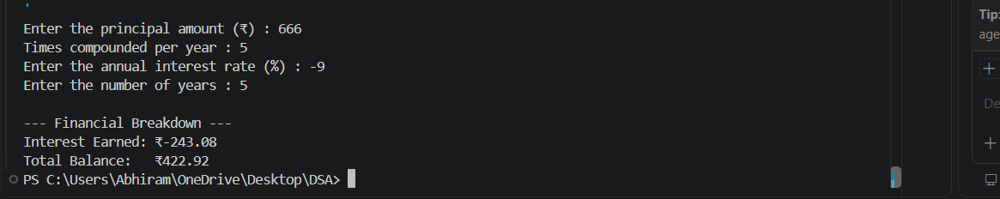 '
Enter the principal amount (₹) : 666
Times compounded per year : 5
Enter the annual interest rate (%) : -9
Enter the number of years : 5
--- Financial Breakdown ---
Interest Earned: ₹-243.08
Total Balance:   ₹422.92
PS C:\Users\Abhiram\OneDrive\Desktop\DSA>
Tip:
age
+
De
+